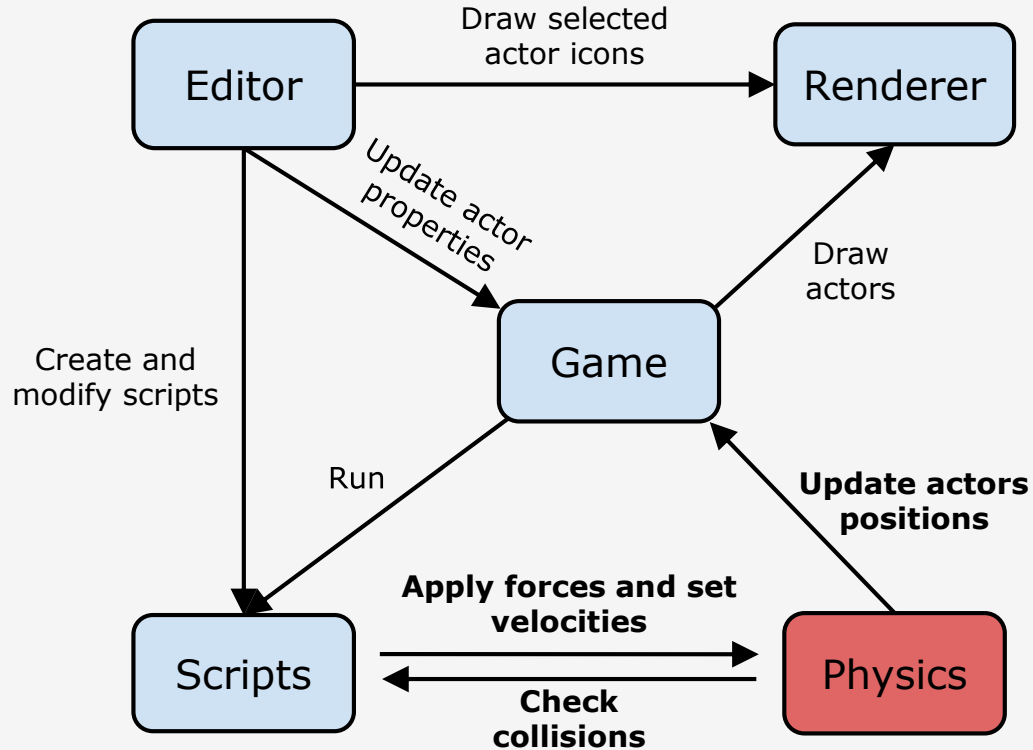 Draw selected
actor icons
Editor
Renderer
Update actor
properties
Draw
actors
Game
Create and
modify scripts
Run
Update actors
positions
Apply forces and set
velocities
Scripts
Physics
Check
collisions